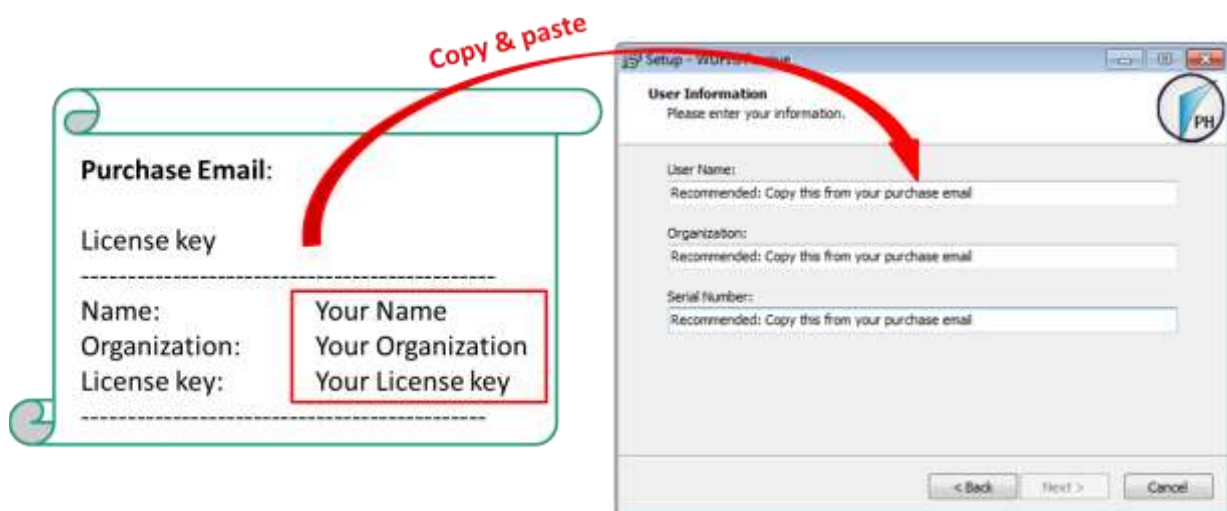 Copy & paste
Purchase Email:
License key
---------------------------------------------
Name: Your Name
Organization: Your Organization
License key: Your License key
--------------------------------------------
Setup -
User Information
Please enter your information.
PH
User Name:
Recommended: Copy this from your purchase email
Organization:
Recommended: Copy this from your purchase email
Serial Number:
Recommended: Copy this from your purchase email
< Back Next > Cancel